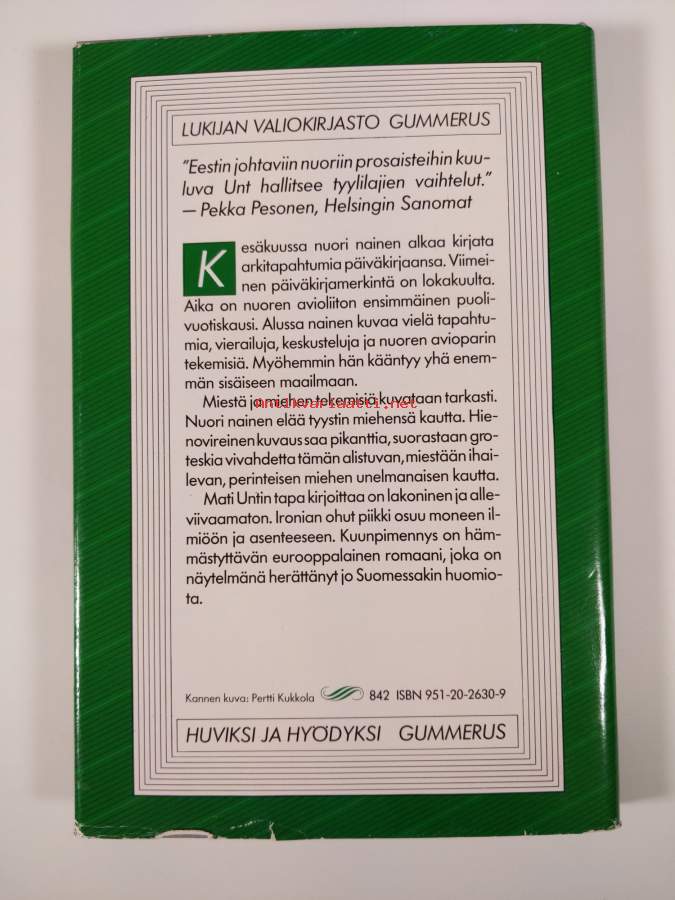 LUKIJAN VALIOKIRJASTO GUMMERUS
"Eestin johtaviin nuoriin prosaisteihin kuu-
luva Unt hallitsee tyylilajien vaihtelut."
— Pekka Pesonen, Helsingin Sanomat
Kesäkuussa nuori nainen alkaa kirjata
arkitapahtumia päiväkirjaansa. Viimei-
nen päiväkirjamerkintä on lokakuulta.
Aika on nuoren avioliiton ensimmäinen puoli-
vuotiskausi. Alussa nainen kuvaa vielä tapahtu-
mia, vierailuja, keskusteluja ja nuoren avioparin
tekemisiä. Myöhemmin hän kääntyy yhä enem-
män sisäiseen maailmaan.
Miestä ja miehen tekemisiä kuvataan tarkasti.
antikvariaatti.net
Nuori nainen elää tyystin miehensä kautta. Hie-
novireinen kuvaus saa pikanttia, suorastaan gro-
teskia vivahdetta tämän alistuvan, miestään ihai-
levan, perinteisen miehen unelmanaisen kautta.
Mati Untin tapa kirjoittaa on lakoninen ja alle-
viivaamaton. Ironian ohut piikki osuu moneen il-
miöön ja asenteeseen. Kuunpimennys on häm-
mästyttävän eurooppalainen romaani, joka on
näytelmänä herättänyt jo Suomessakin huomio-
ta.
Kannen kuva: Pertti Kukkola 842 ISBN 951-20-2630-9
HUVIKSI JA HYÖDYKSI GUMMERUS